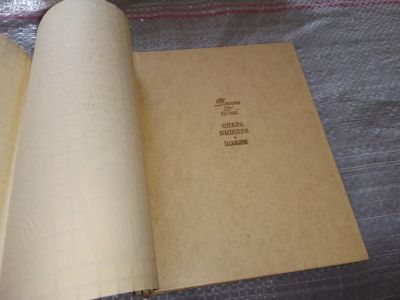 Джон
Гей
ОПЕРА
НИЩЕГО
•
ПОЛЛИ